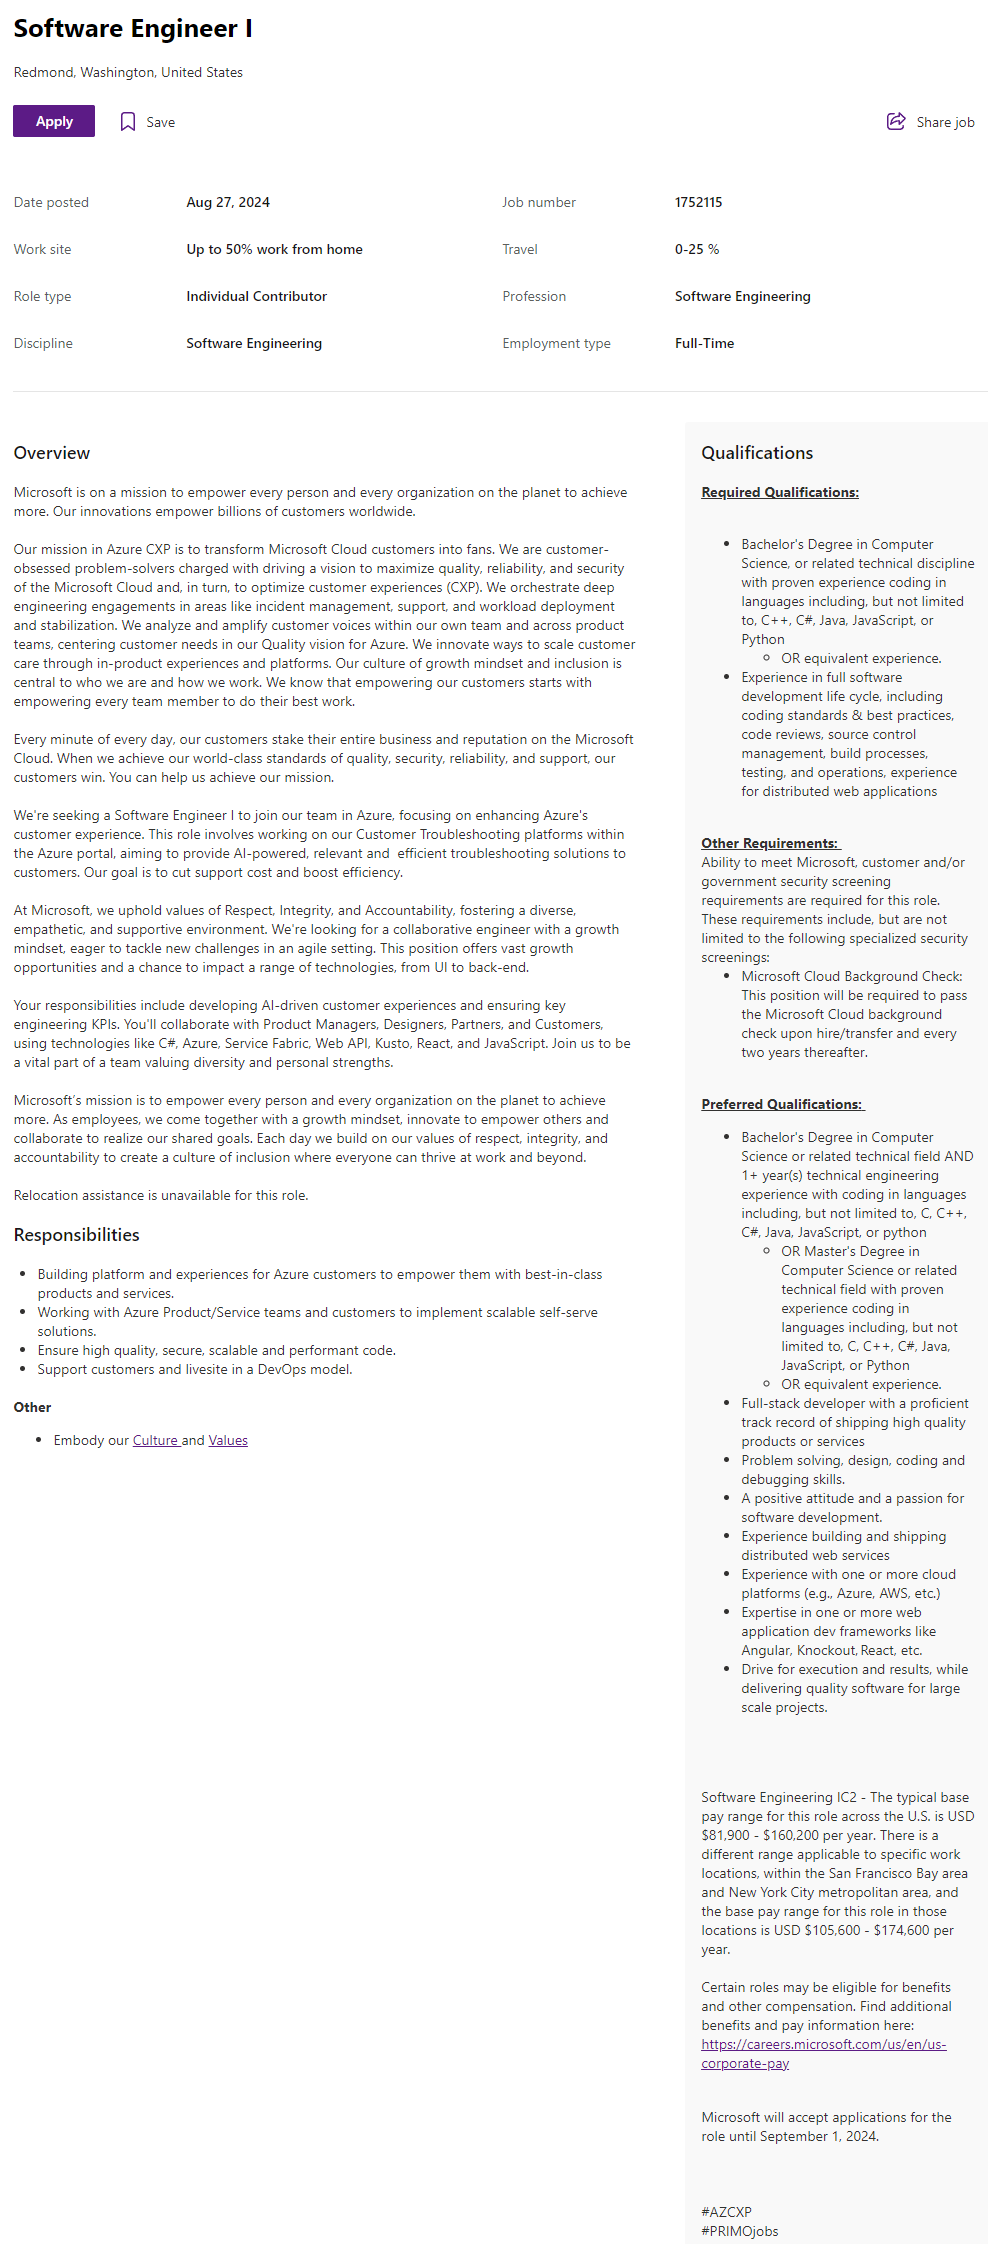 Software Engineer I
Redmond, Washington, United States
Apply
Save
Share job
Date posted
Aug 27, 2024
Job number
1752115
Work site
Up to 50% work from home
Travel
0-25 %
Role type
Individual Contributor
Profession
Software Engineering
Discipline
Software Engineering
Employment type
Full-Time
Overview
Microsoft is on a mission to empower every person and every organization on the planet to achieve
more. Our innovations empower billions of customers worldwide.
Our mission in Azure CXP is to transform Microsoft Cloud customers into fans. We are customer-
obsessed problem-solvers charged with driving a vision to maximize quality, reliability, and security
of the Microsoft Cloud and, in turn, to optimize customer experiences (CXP). We orchestrate deep
engineering engagements in areas like incident management, support, and workload deployment
and stabilization. We analyze and amplify customer voices within our own team and across product
teams, centering customer needs in our Quality vision for Azure. We innovate ways to scale customer
care through in-product experiences and platforms. Our culture of growth mindset and inclusion is
central to who we are and how we work. We know that empowering our customers starts with
empowering every team member to do their best work.
Every minute of every day, our customers stake their entire business and reputation on the Microsoft
Cloud. When we achieve our world-class standards of quality, security, reliability, and support, our
customers win. You can help us achieve our mission.
We're seeking a Software Engineer I to join our team in Azure, focusing on enhancing Azure's
customer experience. This role involves working on our Customer Troubleshooting platforms within
the Azure portal, aiming to provide AI-powered, relevant and  efficient troubleshooting solutions to
customers. Our goal is to cut support cost and boost efficiency.
At Microsoft, we uphold values of Respect, Integrity, and Accountability, fostering a diverse,
empathetic, and supportive environment. We're looking for a collaborative engineer with a growth
mindset, eager to tackle new challenges in an agile setting. This position offers vast growth
opportunities and a chance to impact a range of technologies, from UI to back-end.
Your responsibilities include developing AI-driven customer experiences and ensuring key
engineering KPIs. You'll collaborate with Product Managers, Designers, Partners, and Customers,
using technologies like C#, Azure, Service Fabric, Web API, Kusto, React, and JavaScript. Join us to be
a vital part of a team valuing diversity and personal strengths.
Microsoft’s mission is to empower every person and every organization on the planet to achieve
more. As employees, we come together with a growth mindset, innovate to empower others and
collaborate to realize our shared goals. Each day we build on our values of respect, integrity, and
accountability to create a culture of inclusion where everyone can thrive at work and beyond.
Relocation assistance is unavailable for this role.
Responsibilities
• Building platform and experiences for Azure customers to empower them with best-in-class
products and services.
• Working with Azure Product/Service teams and customers to implement scalable self-serve
solutions.
• Ensure high quality, secure, scalable and performant code.
• Support customers and livesite in a DevOps model.
Other
• Embody our Culture and Values
Qualifications
Required Qualifications:
• Bachelor's Degree in Computer
Science, or related technical discipline
with proven experience coding in
languages including, but not limited
to, C++, C#, Java, JavaScript, or
Python
◦ OR equivalent experience.
• Experience in full software
development life cycle, including
coding standards & best practices,
code reviews, source control
management, build processes,
testing, and operations, experience
for distributed web applications
Other Requirements:
Ability to meet Microsoft, customer and/or
government security screening
requirements are required for this role.
These requirements include, but are not
limited to the following specialized security
screenings:
• Microsoft Cloud Background Check:
This position will be required to pass
the Microsoft Cloud background
check upon hire/transfer and every
two years thereafter.
Preferred Qualifications:
• Bachelor's Degree in Computer
Science or related technical field AND
1+ year(s) technical engineering
experience with coding in languages
including, but not limited to, C, C++,
C#, Java, JavaScript, or python
◦ OR Master's Degree in
Computer Science or related
technical field with proven
experience coding in
languages including, but not
limited to, C, C++, C#, Java,
JavaScript, or Python
◦ OR equivalent experience.
• Full-stack developer with a proficient
track record of shipping high quality
products or services
• Problem solving, design, coding and
debugging skills.
• A positive attitude and a passion for
software development.
• Experience building and shipping
distributed web services
• Experience with one or more cloud
platforms (e.g., Azure, AWS, etc.)
• Expertise in one or more web
application dev frameworks like
Angular, Knockout, React, etc.
• Drive for execution and results, while
delivering quality software for large
scale projects.
Software Engineering IC2 - The typical base
pay range for this role across the U.S. is USD
$81,900 - $160,200 per year. There is a
different range applicable to specific work
locations, within the San Francisco Bay area
and New York City metropolitan area, and
the base pay range for this role in those
locations is USD $105,600 - $174,600 per
year.
Certain roles may be eligible for benefits
and other compensation. Find additional
benefits and pay information here:
https://careers.microsoft.com/us/en/us-
corporate-pay
Microsoft will accept applications for the
role until September 1, 2024.
#AZCXP
#PRIMOjobs